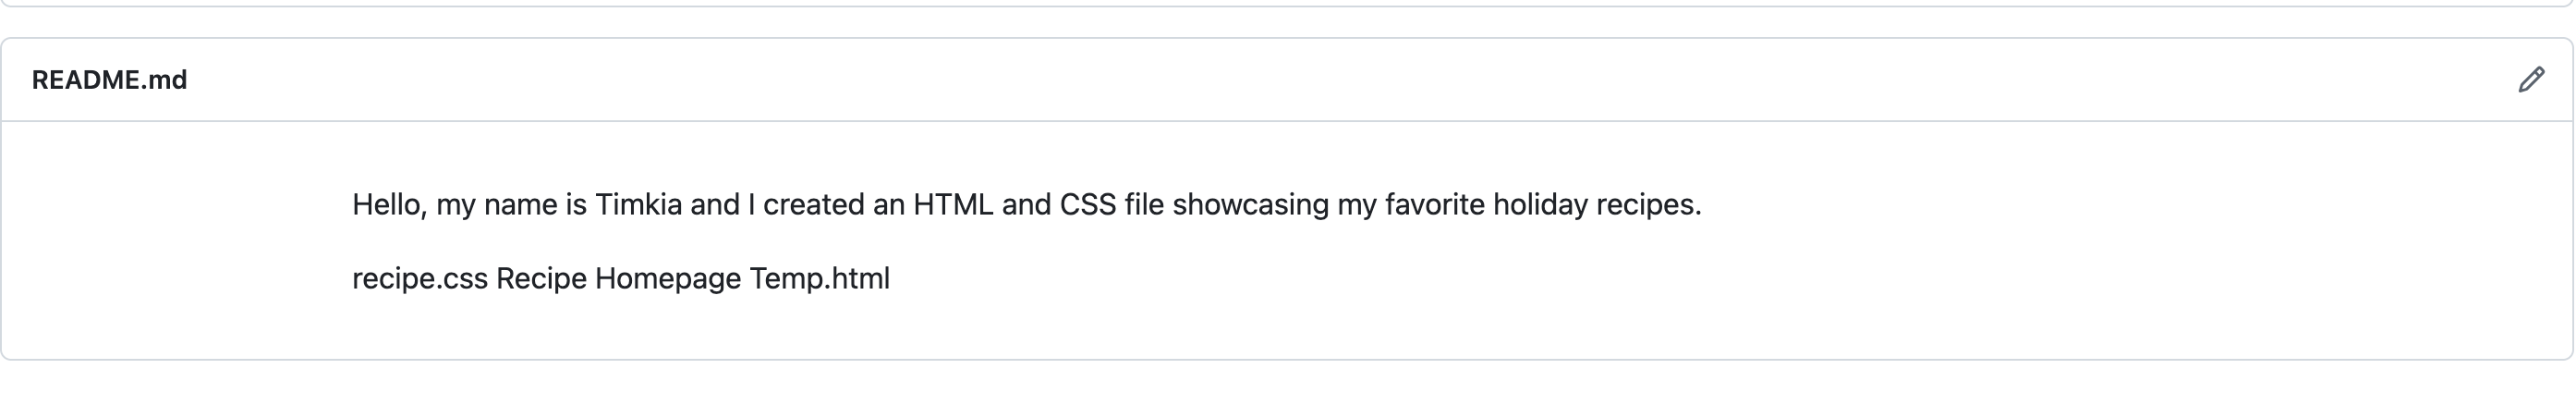 README.md
Hello, my name is Timkia and I created an HTML and CSS file showcasing my favorite holiday recipes.
recipe.css Recipe Homepage Temp.html